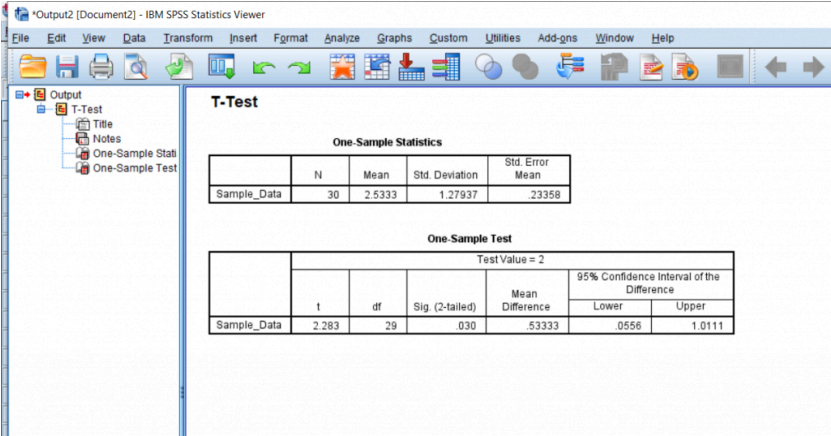 *Output2 [Document2] - IBM SPSS Statistics Viewer
File Edit View Data Transform Insert Format Analyze Graphs Custom Utilities Add-ons Window Help
Output
T-Test
Title
Notes
One-Sample Stati
One-Sample Test
T-Test
One-Sample Statistics
N Mean Std. Deviation Std. Error Mean
Sample_Data 30 2.5333 1.27937 .23358
One-Sample Test
Test Value = 2
95% Confidence Interval of the Difference
t df Sig. (2-tailed) Mean Difference Lower Upper
Sample_Data 2.283 29 .030 .53333 .0556 1.0111